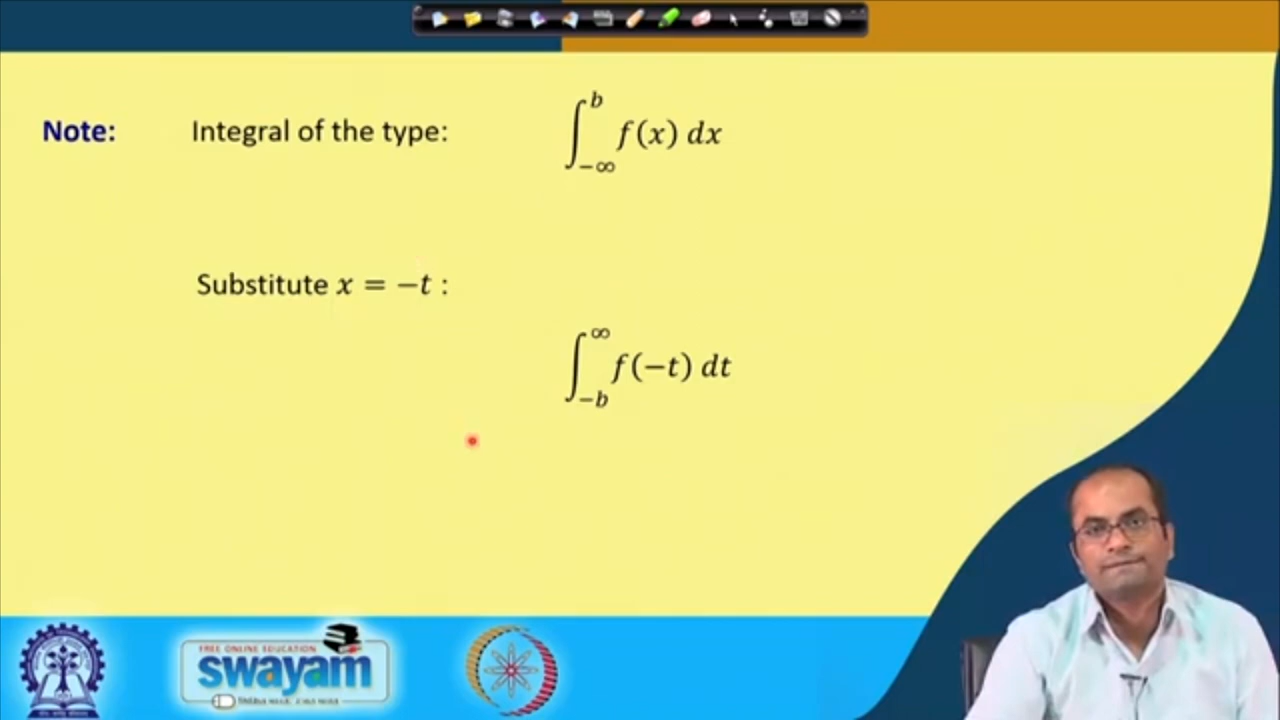 Note: Integral of the type: ∫_{-∞}^{b} f(x) dx
Substitute x = −t :
∫_{-b}^{∞} f(−t) dt
FREE ONLINE EDUCATION
swayam